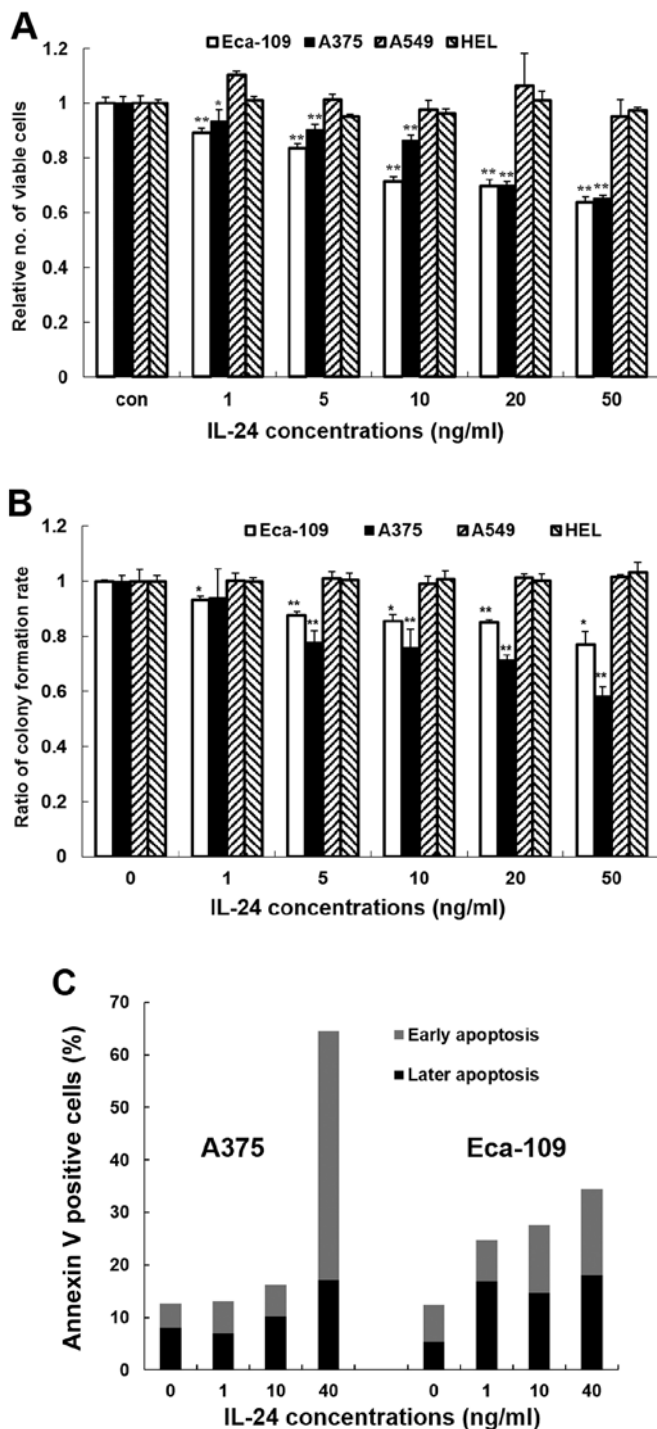 A
Eca-109 A375 A549 HEL
Relative no. of viable cells
1.2
1
0.8
0.6
0.4
0.2
0
** *
** **
** **
** **
** **
con 1 5 10 20 50
IL-24 concentrations (ng/ml)
B
Eca-109 A375 A549 HEL
Ratio of colony formation rate
1.2
1
0.8
0.6
0.4
0.2
0
*
** **
* **
** **
* **
0 1 5 10 20 50
IL-24 concentrations (ng/ml)
C
Annexin V positive cells (%)
70
60
50
40
30
20
10
0
Early apoptosis
Later apoptosis
A375 Eca-109
0 1 10 40 0 1 10 40
IL-24 concentrations (ng/ml)